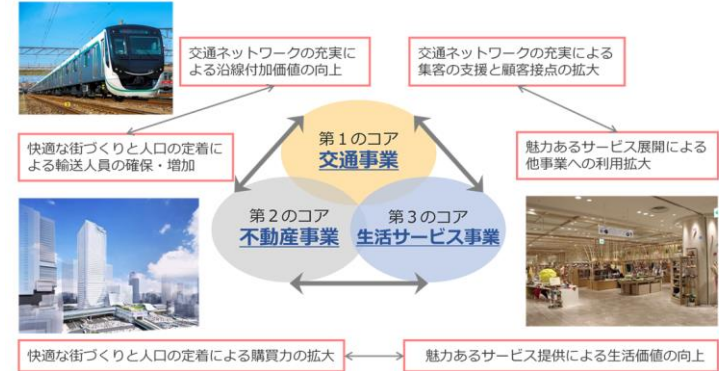 交通ネットワークの充実に
よる沿線付加価値の向上
交通ネットワークの充実による
集客の支援と顧客接点の拡大
快適な街づくりと人口の定着に
よる輸送人員の確保・増加
第１のコア
交通事業
魅力あるサービス展開による
他事業への利用拡大
第２のコア
不動産事業
第３のコア
生活サービス事業
快適な街づくりと人口の定着による購買力の拡大
魅力あるサービス提供による生活価値の向上